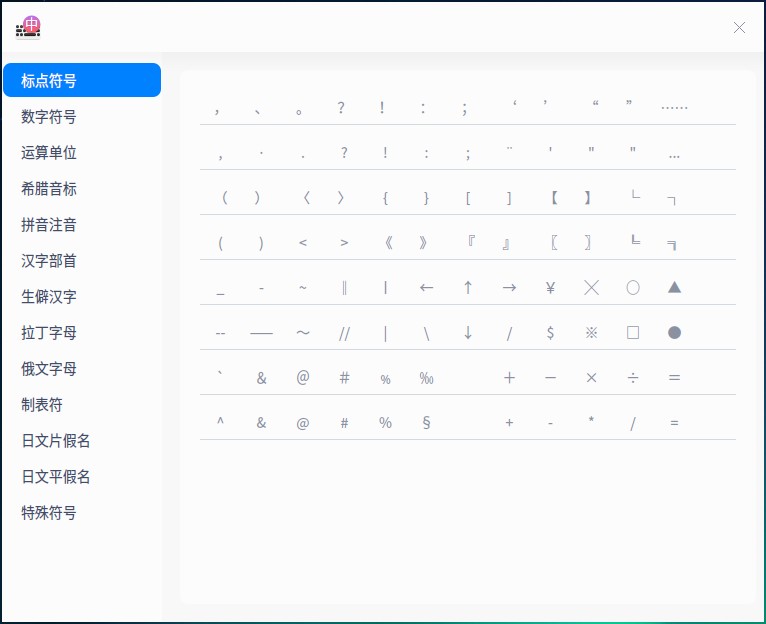 中
标点符号
数字符号
运算单位
希腊音标
拼音注音
汉字部首
生僻汉字
拉丁字母
俄文字母
制表符
日文片假名
日文平假名
特殊符号
， 、 。 ？ ！ ： ； ‘ ’ “ ” ……
, · . ? ! : ; ¨ ' " " ...
（ ） 〈 〉 { } [ ] 【 】 └ ┐
( ) < > 《 》 『 』 〖 〗 ╘ ╕
_ - ~ ‖ | ← ↑ → ¥ ╳ ○ ▲
-- —— ～ // | \ ↓ / $ ※ □ ●
` & ＠ ＃ ﹪ ‰ ＋ － × ÷ ＝
^ & @ # % § + - * / =